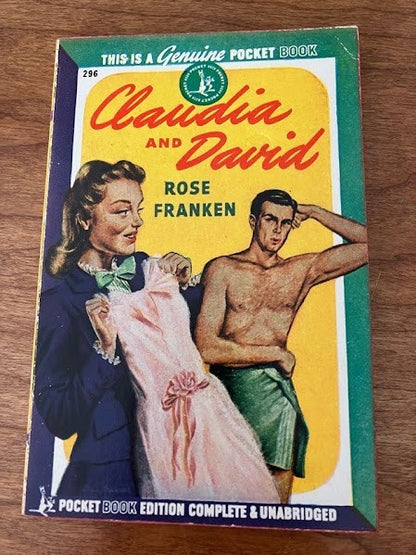 THIS IS A Genuine POCKET BOOK
296
Claudia
AND David
ROSE
FRANKEN
POCKET BOOK EDITION COMPLETE & UNABRIDGED